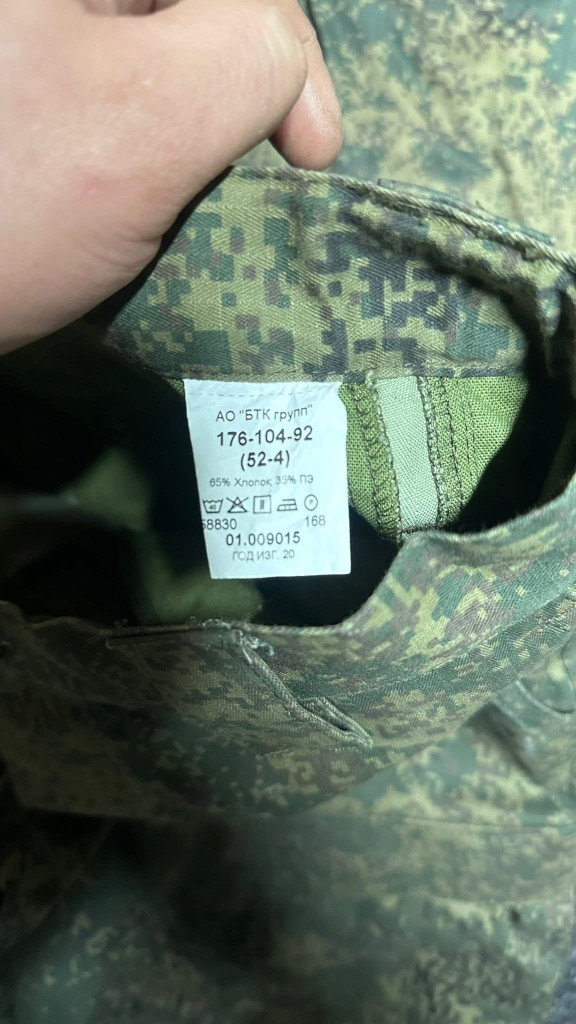 АО "БТК групп"
176-104-92
(52-4)
65% Хлопок; 35% ПЭ
58830 168
01.009015
ГОД ИЗГ. 20